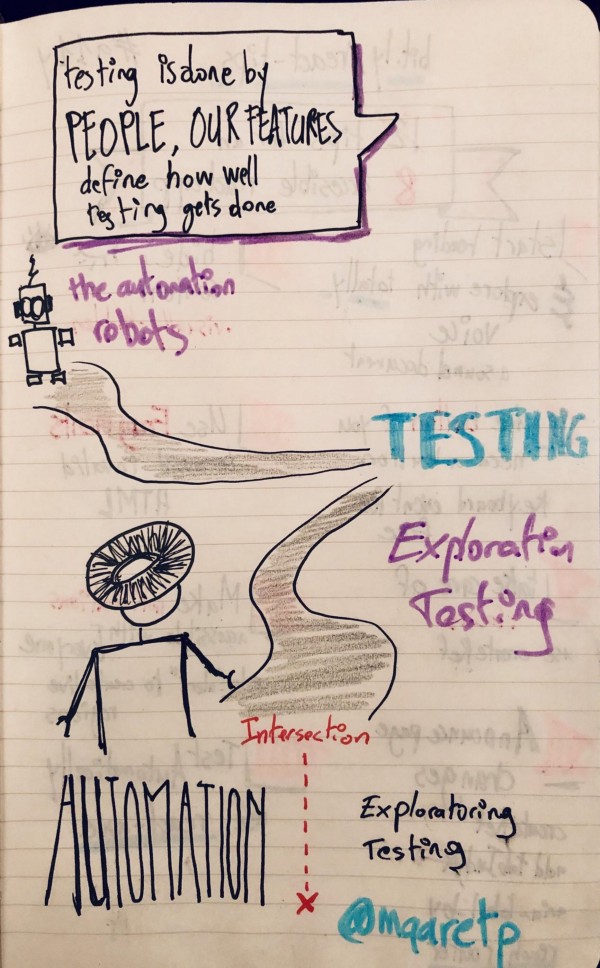 testing is done by
PEOPLE, OUR FEATURES
define how well
testing gets done
the automation
robots
TESTING
Exploration
Testing
Intersection
AUTOMATION
Exploratoring
Testing
@mqaretp